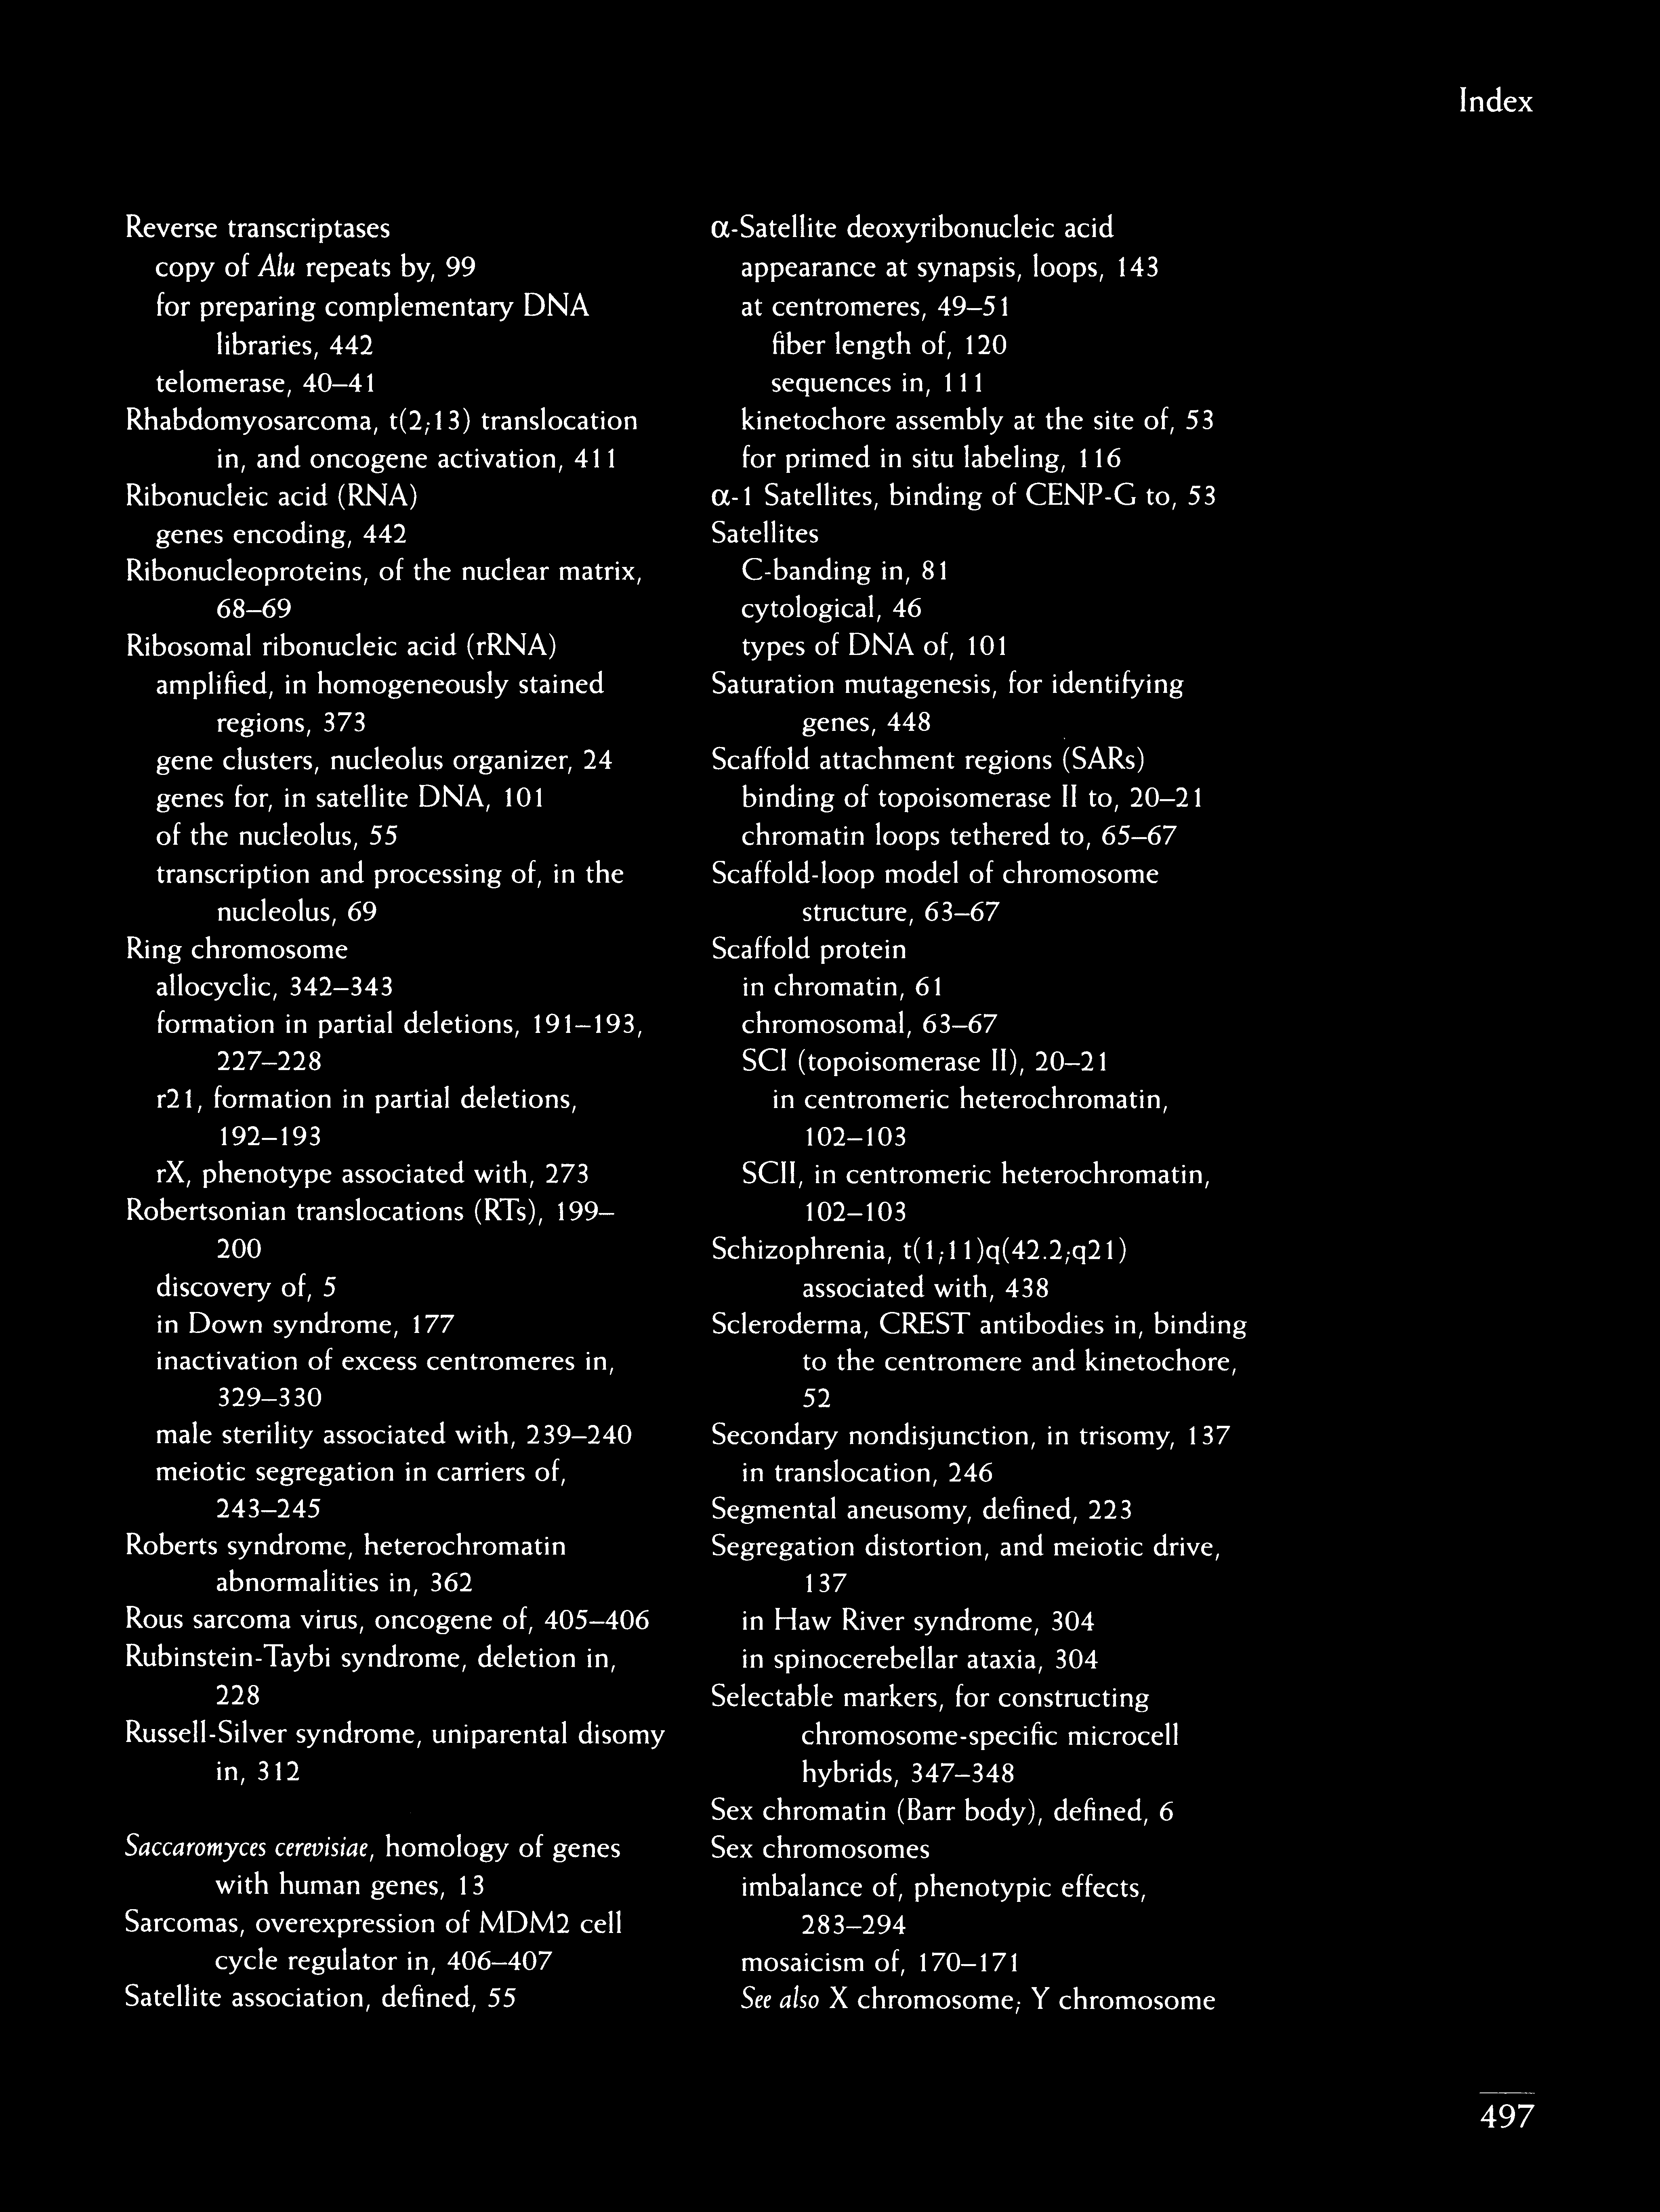 Index
Reverse transcriptases
copy of Alu repeats by, 99
for preparing complementary DNA
libraries, 442
telomerase, 40–41
Rhabdomyosarcoma, t(2;13) translocation
in, and oncogene activation, 411
Ribonucleic acid (RNA)
genes encoding, 442
Ribonucleoproteins, of the nuclear matrix,
68–69
Ribosomal ribonucleic acid (rRNA)
amplified, in homogeneously stained
regions, 373
gene clusters, nucleolus organizer, 24
genes for, in satellite DNA, 101
of the nucleolus, 55
transcription and processing of, in the
nucleolus, 69
Ring chromosome
allocyclic, 342–343
formation in partial deletions, 191–193,
227–228
r21, formation in partial deletions,
192–193
rX, phenotype associated with, 273
Robertsonian translocations (RTs), 199–
200
discovery of, 5
in Down syndrome, 177
inactivation of excess centromeres in,
329–330
male sterility associated with, 239–240
meiotic segregation in carriers of,
243–245
Roberts syndrome, heterochromatin
abnormalities in, 362
Rous sarcoma virus, oncogene of, 405–406
Rubinstein-Taybi syndrome, deletion in,
228
Russell-Silver syndrome, uniparental disomy
in, 312
Saccaromyces cerevisiae, homology of genes
with human genes, 13
Sarcomas, overexpression of MDM2 cell
cycle regulator in, 406–407
Satellite association, defined, 55
α-Satellite deoxyribonucleic acid
appearance at synapsis, loops, 143
at centromeres, 49–51
fiber length of, 120
sequences in, 111
kinetochore assembly at the site of, 53
for primed in situ labeling, 116
α-1 Satellites, binding of CENP-G to, 53
Satellites
C-banding in, 81
cytological, 46
types of DNA of, 101
Saturation mutagenesis, for identifying
genes, 448
Scaffold attachment regions (SARs)
binding of topoisomerase II to, 20–21
chromatin loops tethered to, 65–67
Scaffold-loop model of chromosome
structure, 63–67
Scaffold protein
in chromatin, 61
chromosomal, 63–67
SCI (topoisomerase II), 20–21
in centromeric heterochromatin,
102–103
SCII, in centromeric heterochromatin,
102–103
Schizophrenia, t(1;11)q(42.2;q21)
associated with, 438
Scleroderma, CREST antibodies in, binding
to the centromere and kinetochore,
52
Secondary nondisjunction, in trisomy, 137
in translocation, 246
Segmental aneusomy, defined, 223
Segregation distortion, and meiotic drive,
137
in Haw River syndrome, 304
in spinocerebellar ataxia, 304
Selectable markers, for constructing
chromosome-specific microcell
hybrids, 347–348
Sex chromatin (Barr body), defined, 6
Sex chromosomes
imbalance of, phenotypic effects,
283–294
mosaicism of, 170–171
See also X chromosome; Y chromosome
497